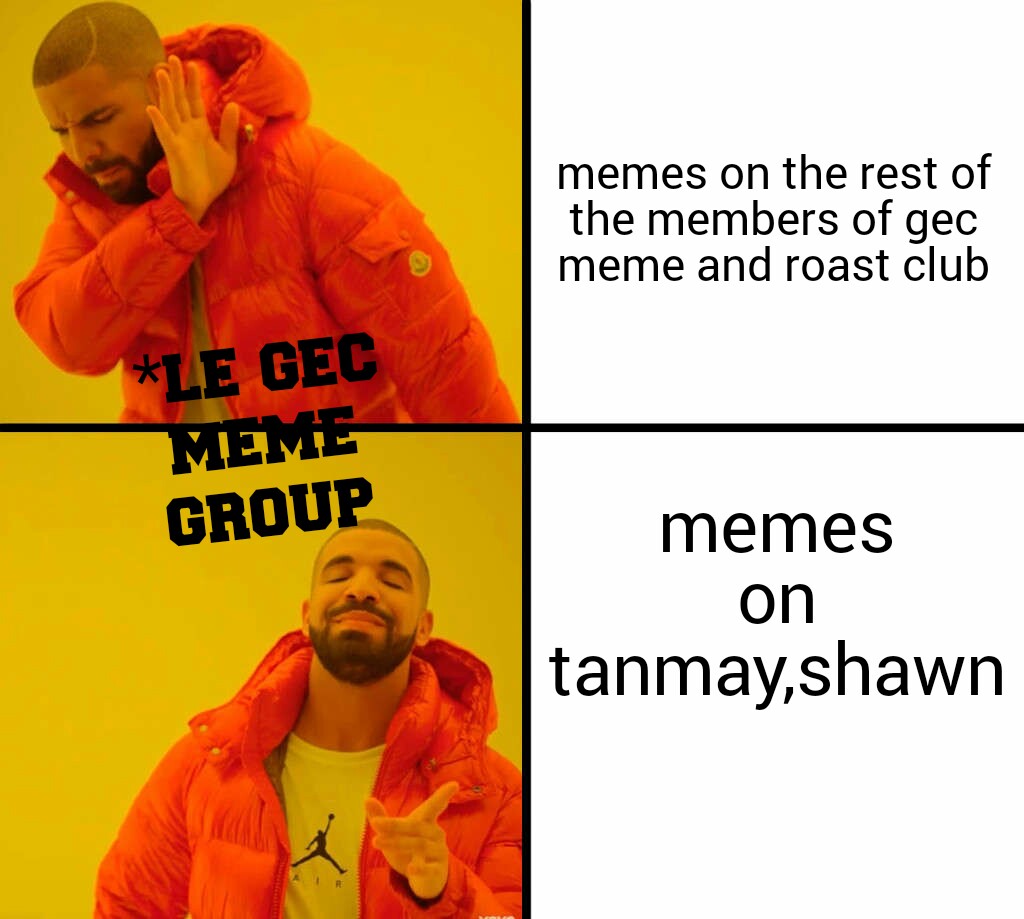 memes on the rest of
the members of gec
meme and roast club
*LE GEC
MEME
GROUP
memes
on
tanmay,shawn
AIR